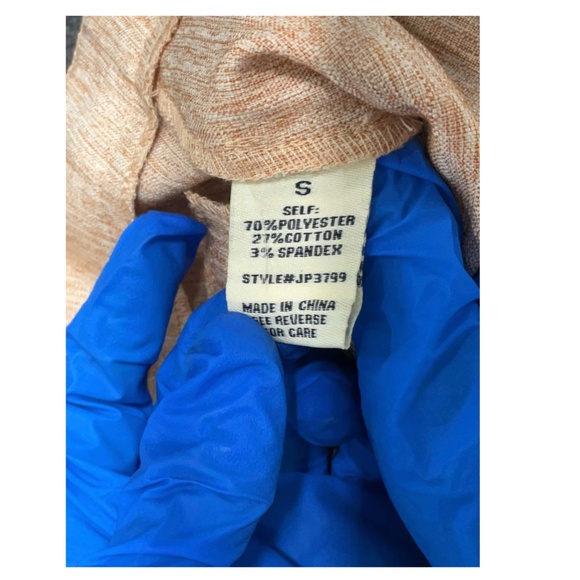 S
SELF:
70%POLYESTER
27%COTTON
3% SPANDEX
STYLE#JP3799
MADE IN CHINA
SEE REVERSE
FOR CARE